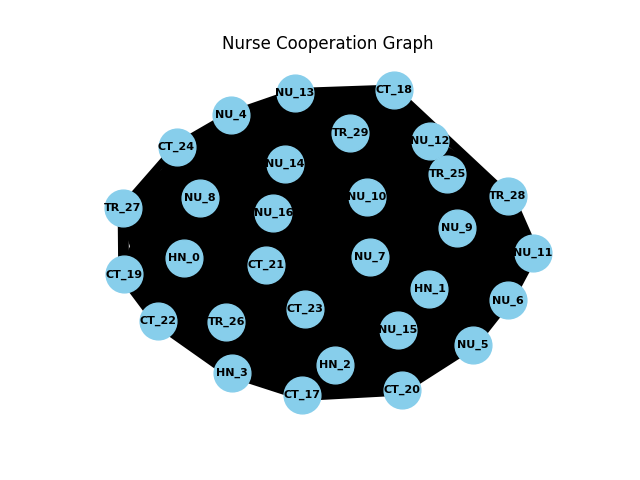 Nurse Cooperation Graph
CT_18
NU_13
NU_4
TR_29
NU_12
CT_24
NU_14
TR_25
TR_28
NU_10
NU_8
TR_27
NU_16
NU_9
NU_11
NU_7
HN_0
CT_21
CT_19
HN_1
NU_6
CT_23
CT_22
TR_26
NU_15
NU_5
HN_2
HN_3
CT_20
CT_17